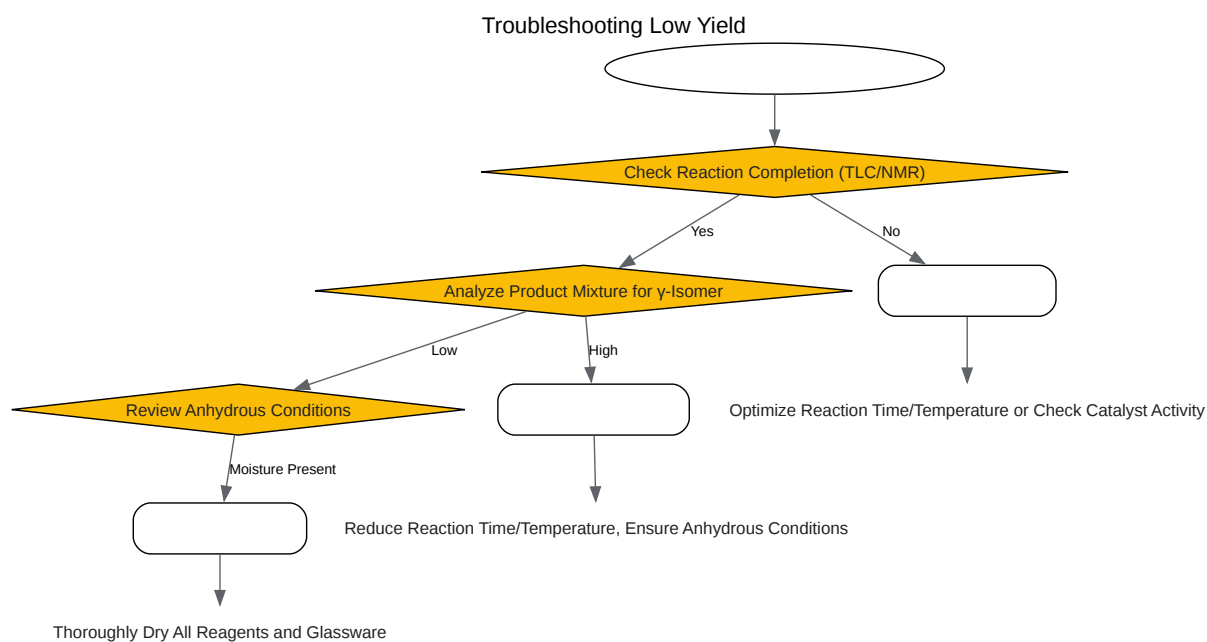 Troubleshooting Low Yield
Check Reaction Completion (TLC/NMR)
Yes
No
Analyze Product Mixture for γ-Isomer
Low
High
Review Anhydrous Conditions
Optimize Reaction Time/Temperature or Check Catalyst Activity
Moisture Present
Reduce Reaction Time/Temperature, Ensure Anhydrous Conditions
Thoroughly Dry All Reagents and Glassware